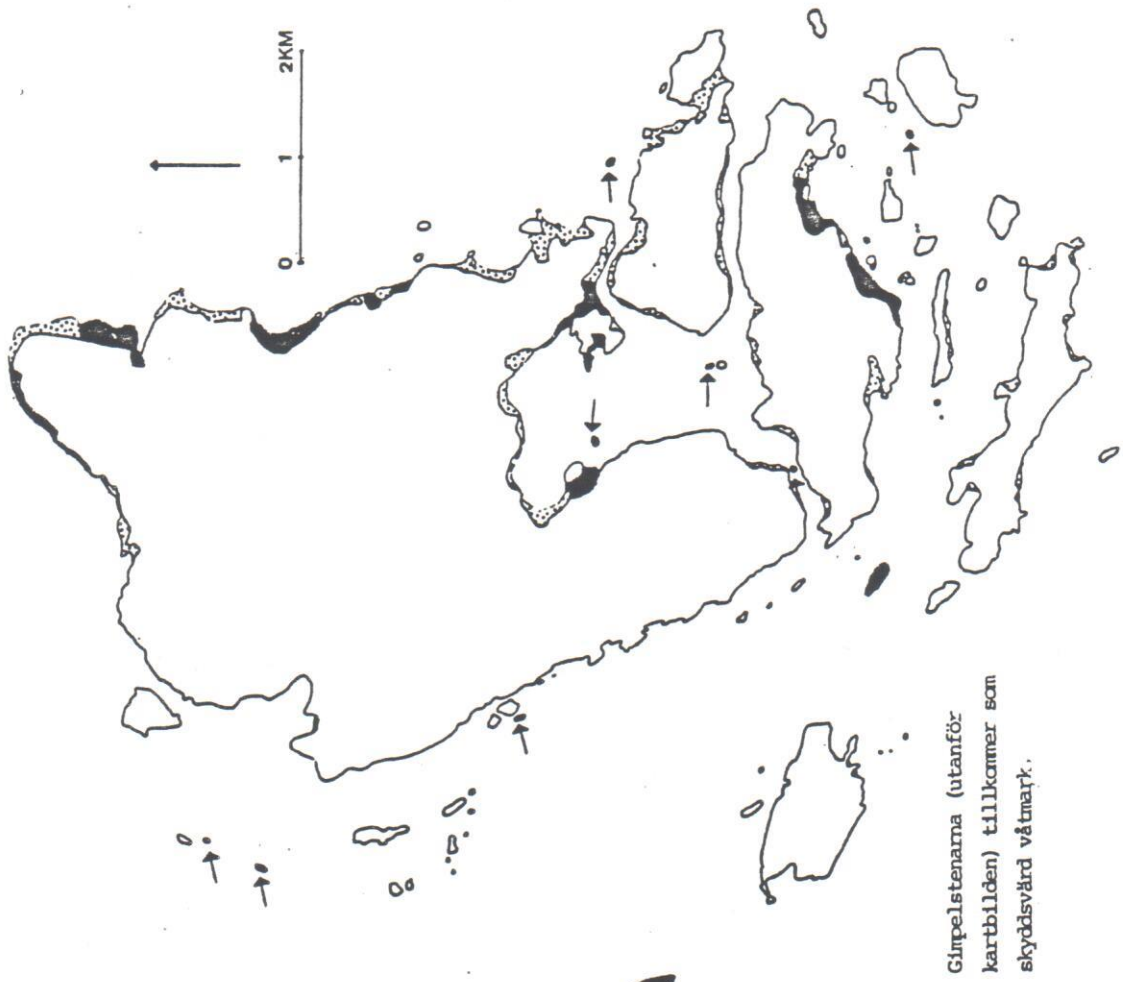 0 1 2KM
Gimpelstenarna (utanför
kartbilden) tillkommer som
skyddsvärd våtmark.